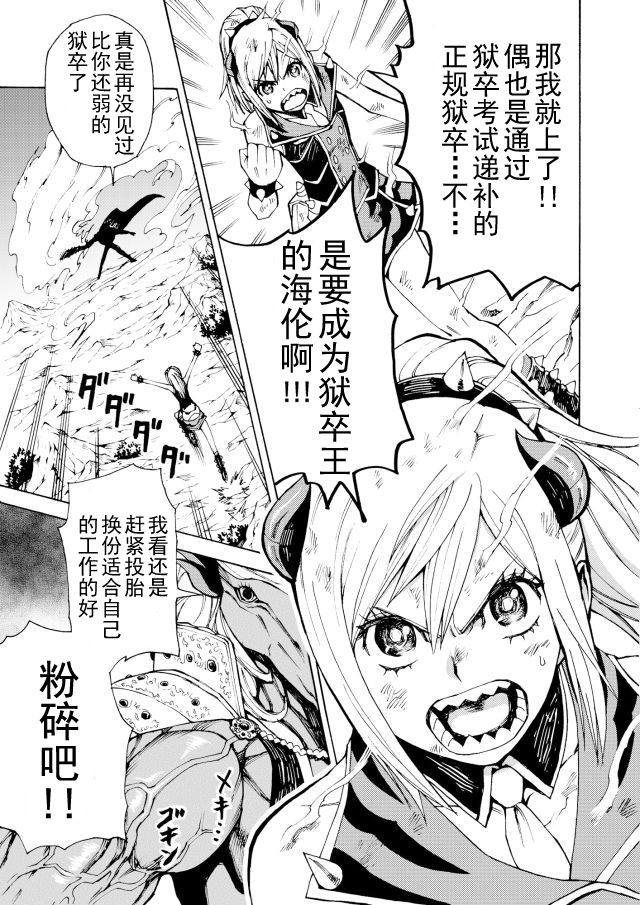 那我就上了!!
偶也是通过
狱卒考试递补的
正规狱卒…不…
是要成为狱卒王
的海伦啊!!!
真是再没见过
比你还弱的
狱卒了
ダダダダ
我看还是
赶紧投胎
换份适合自己
的工作的好
粉碎吧!!
メキ…
ゴキン